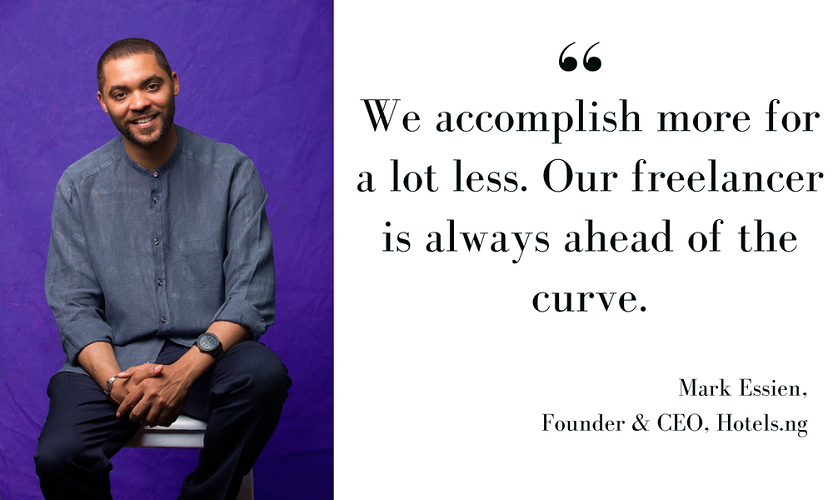 “
We accomplish more for
a lot less. Our freelancer
is always ahead of the
curve.
Mark Essien,
Founder & CEO, Hotels.ng